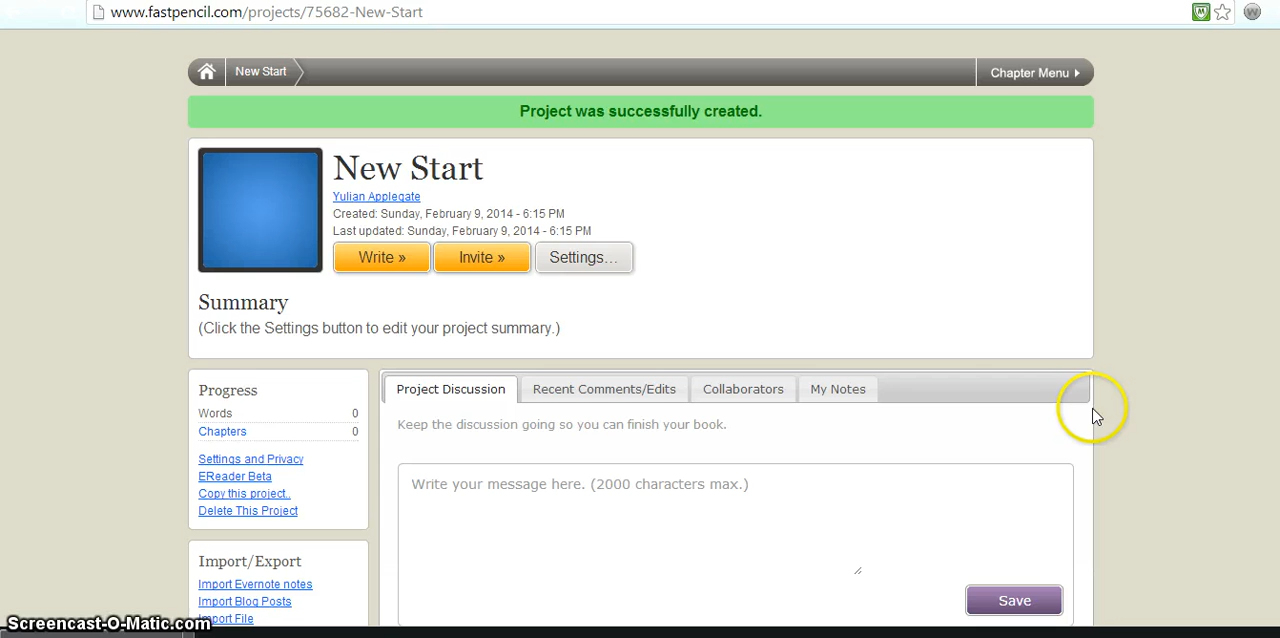 www.fastpencil.com/projects/75682-New-Start
New Start
Chapter Menu
Project was successfully created.
New Start
Yulian Applegate
Created: Sunday, February 9, 2014 - 6:15 PM
Last updated: Sunday, February 9, 2014 - 6:15 PM
Write »
Invite »
Settings...
Summary
(Click the Settings button to edit your project summary.)
Progress
Words 0
Chapters 0
Settings and Privacy
EReader Beta
Copy this project..
Delete This Project
Import/Export
Import Evernote notes
Import Blog Posts
Import File
Project Discussion
Recent Comments/Edits
Collaborators
My Notes
Keep the discussion going so you can finish your book.
Write your message here. (2000 characters max.)
Save
Screencast-O-Matic.com